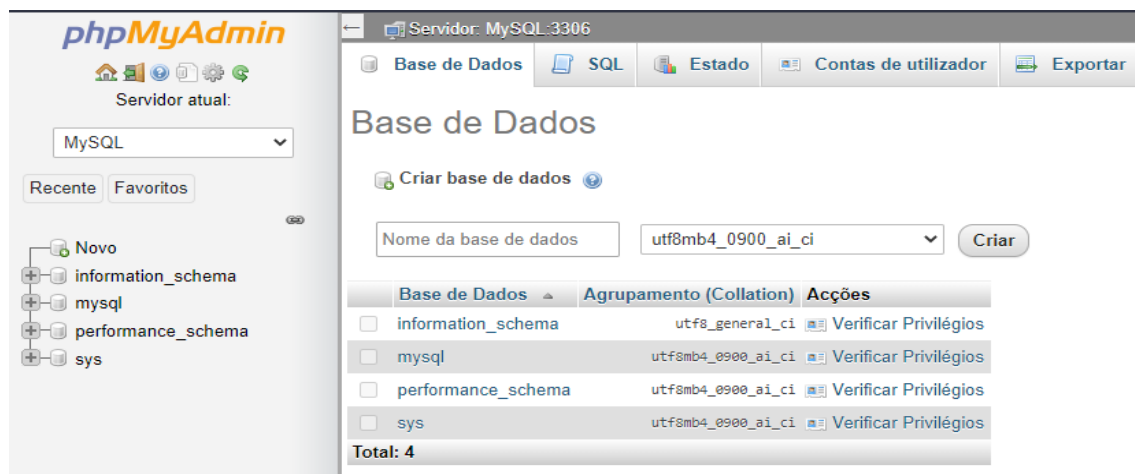 phpMyAdmin
Servidor atual:
MySQL
Recente Favoritos
Novo
information_schema
mysql
performance_schema
sys
Servidor: MySQL:3306
Base de Dados SQL Estado Contas de utilizador Exportar
Base de Dados
Criar base de dados
Nome da base de dados utf8mb4_0900_ai_ci Criar
Base de Dados Agrupamento (Collation) Acções
information_schema utf8_general_ci Verificar Privilégios
mysql utf8mb4_0900_ai_ci Verificar Privilégios
performance_schema utf8mb4_0900_ai_ci Verificar Privilégios
sys utf8mb4_0900_ai_ci Verificar Privilégios
Total: 4